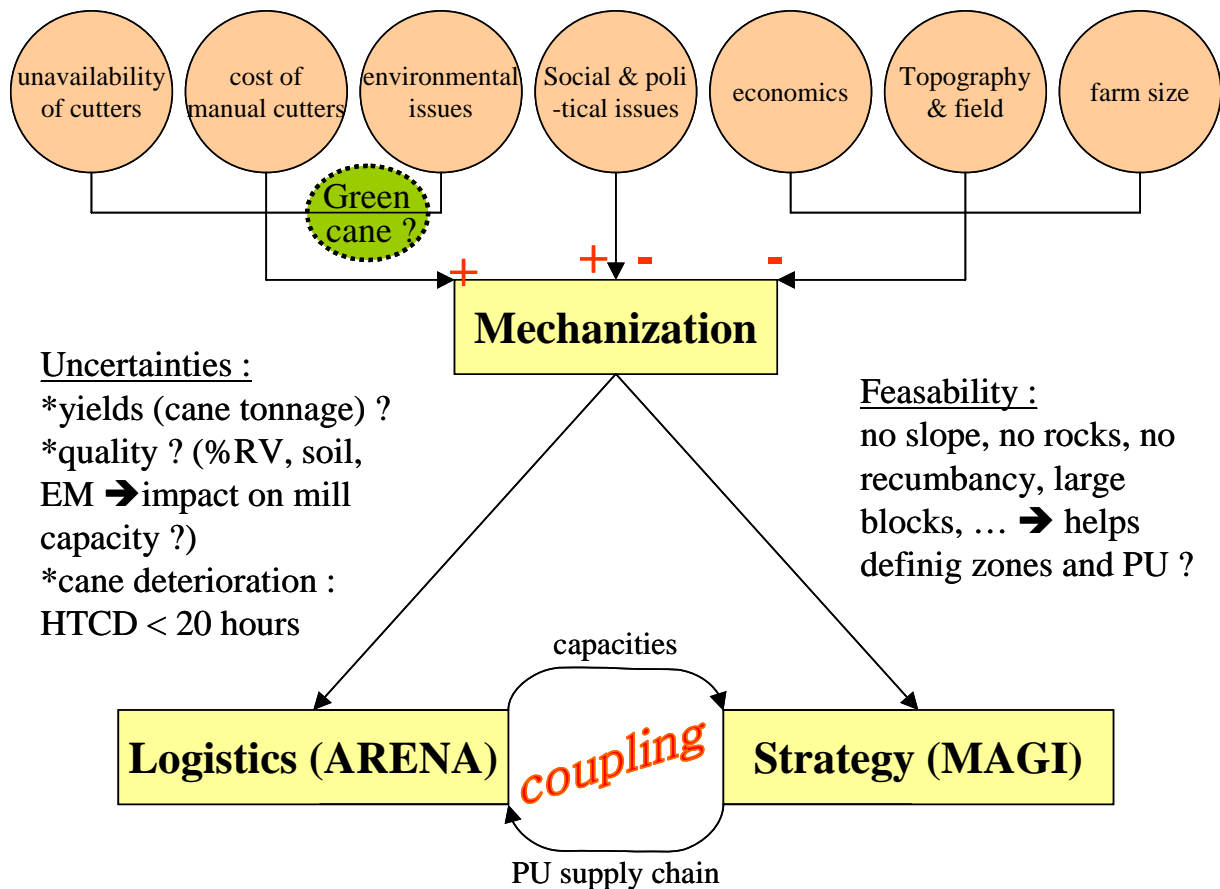 unavailability
of cutters
cost of
manual cutters
environmental
issues
Social & poli
-tical issues
economics
Topography
& field
farm size
Green
cane ?
+
+ -
-
Mechanization
Uncertainties :
*yields (cane tonnage) ?
*quality ? (%RV, soil,
EM ➔impact on mill
capacity ?)
*cane deterioration :
HTCD < 20 hours
Feasability :
no slope, no rocks, no
recumbancy, large
blocks, … ➔ helps
definig zones and PU ?
capacities
Logistics (ARENA)
coupling
Strategy (MAGI)
PU supply chain